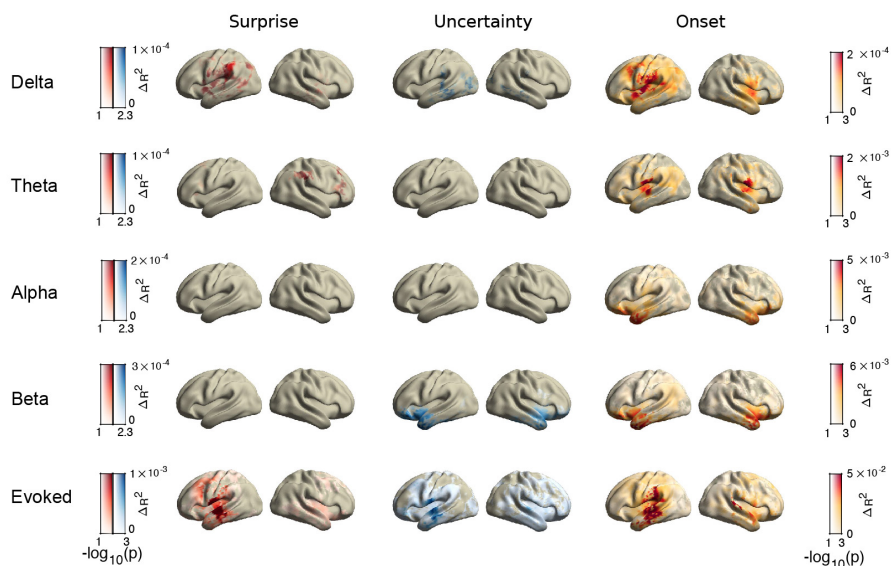 Surprise Uncertainty Onset
Delta
1×10⁻⁴
ΔR²
0
1
2.3
2×10⁻⁴
ΔR²
0
1 3
Theta
1×10⁻⁴
ΔR²
0
1
2.3
2×10⁻³
ΔR²
0
1 3
Alpha
2×10⁻⁴
ΔR²
0
1
2.3
5×10⁻³
ΔR²
0
1 3
Beta
3×10⁻⁴
ΔR²
0
1
2.3
6×10⁻³
ΔR²
0
1 3
Evoked
1×10⁻³
ΔR²
0
1 3
-log₁₀(p)
5×10⁻²
ΔR²
0
1 3
-log₁₀(p)